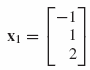 x₁ = [−1
1
2]